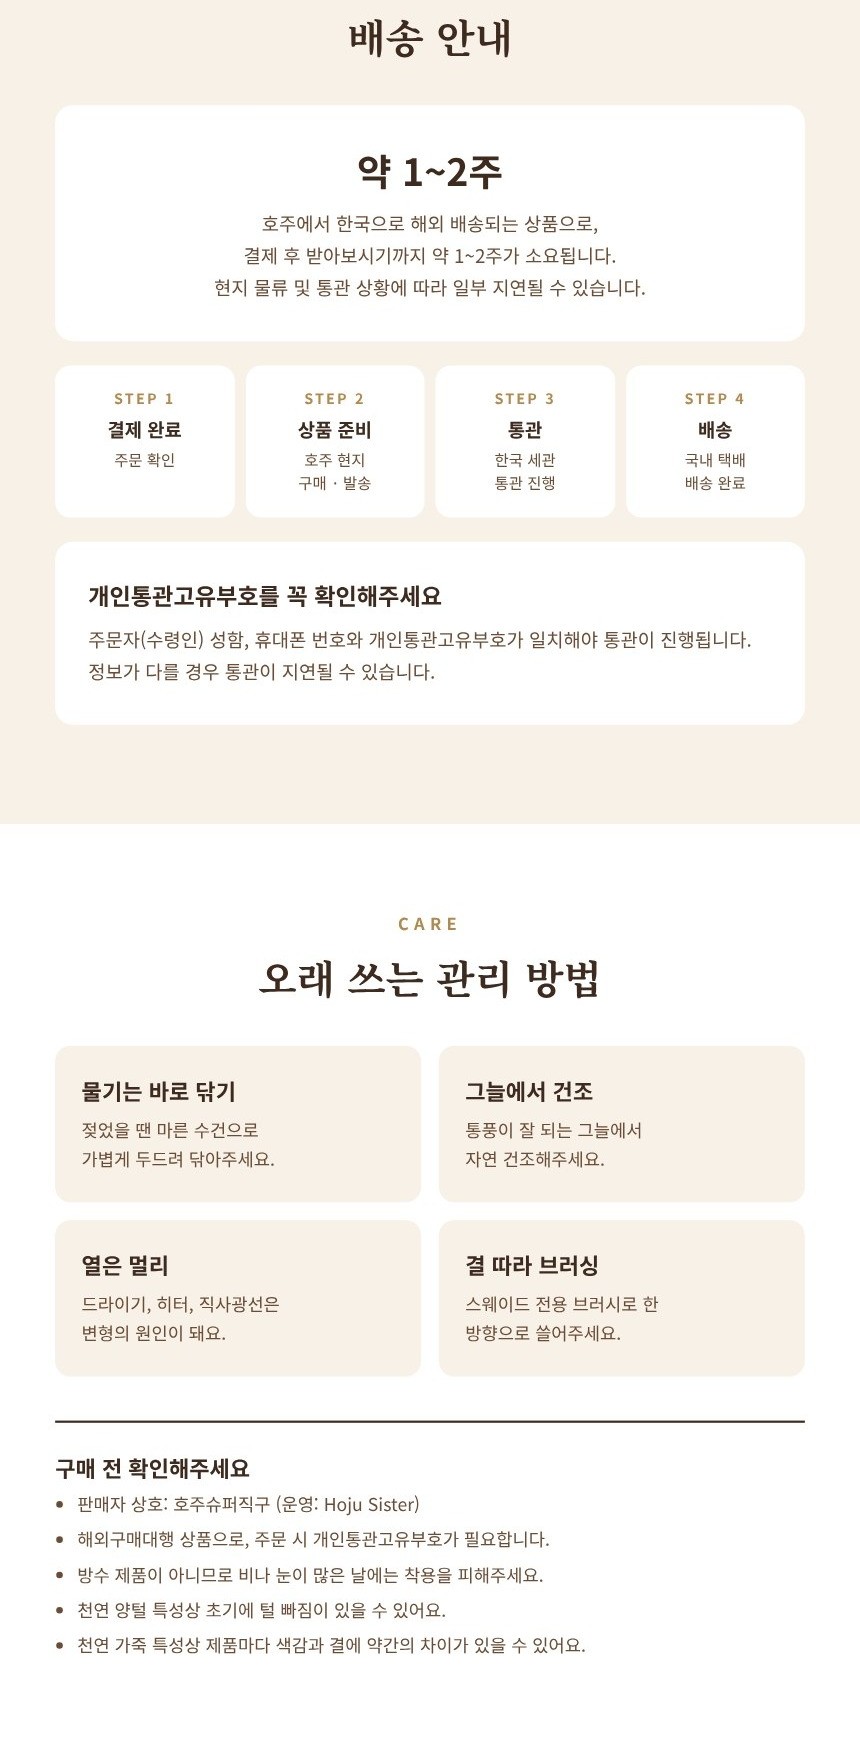 배송 안내
약 1~2주
호주에서 한국으로 해외 배송되는 상품으로,
결제 후 받아보시기까지 약 1~2주가 소요됩니다.
현지 물류 및 통관 상황에 따라 일부 지연될 수 있습니다.
STEP 1
결제 완료
주문 확인
STEP 2
상품 준비
호주 현지
구매 · 발송
STEP 3
통관
한국 세관
통관 진행
STEP 4
배송
국내 택배
배송 완료
개인통관고유부호를 꼭 확인해주세요
주문자(수령인) 성함, 휴대폰 번호와 개인통관고유부호가 일치해야 통관이 진행됩니다.
정보가 다를 경우 통관이 지연될 수 있습니다.
CARE
오래 쓰는 관리 방법
물기는 바로 닦기
젖었을 땐 마른 수건으로
가볍게 두드려 닦아주세요.
그늘에서 건조
통풍이 잘 되는 그늘에서
자연 건조해주세요.
열은 멀리
드라이기, 히터, 직사광선은
변형의 원인이 돼요.
결 따라 브러싱
스웨이드 전용 브러시로 한
방향으로 쓸어주세요.
구매 전 확인해주세요
• 판매자 상호: 호주슈퍼직구 (운영: Hoju Sister)
• 해외구매대행 상품으로, 주문 시 개인통관고유부호가 필요합니다.
• 방수 제품이 아니므로 비나 눈이 많은 날에는 착용을 피해주세요.
• 천연 양털 특성상 초기에 털 빠짐이 있을 수 있어요.
• 천연 가죽 특성상 제품마다 색감과 결에 약간의 차이가 있을 수 있어요.